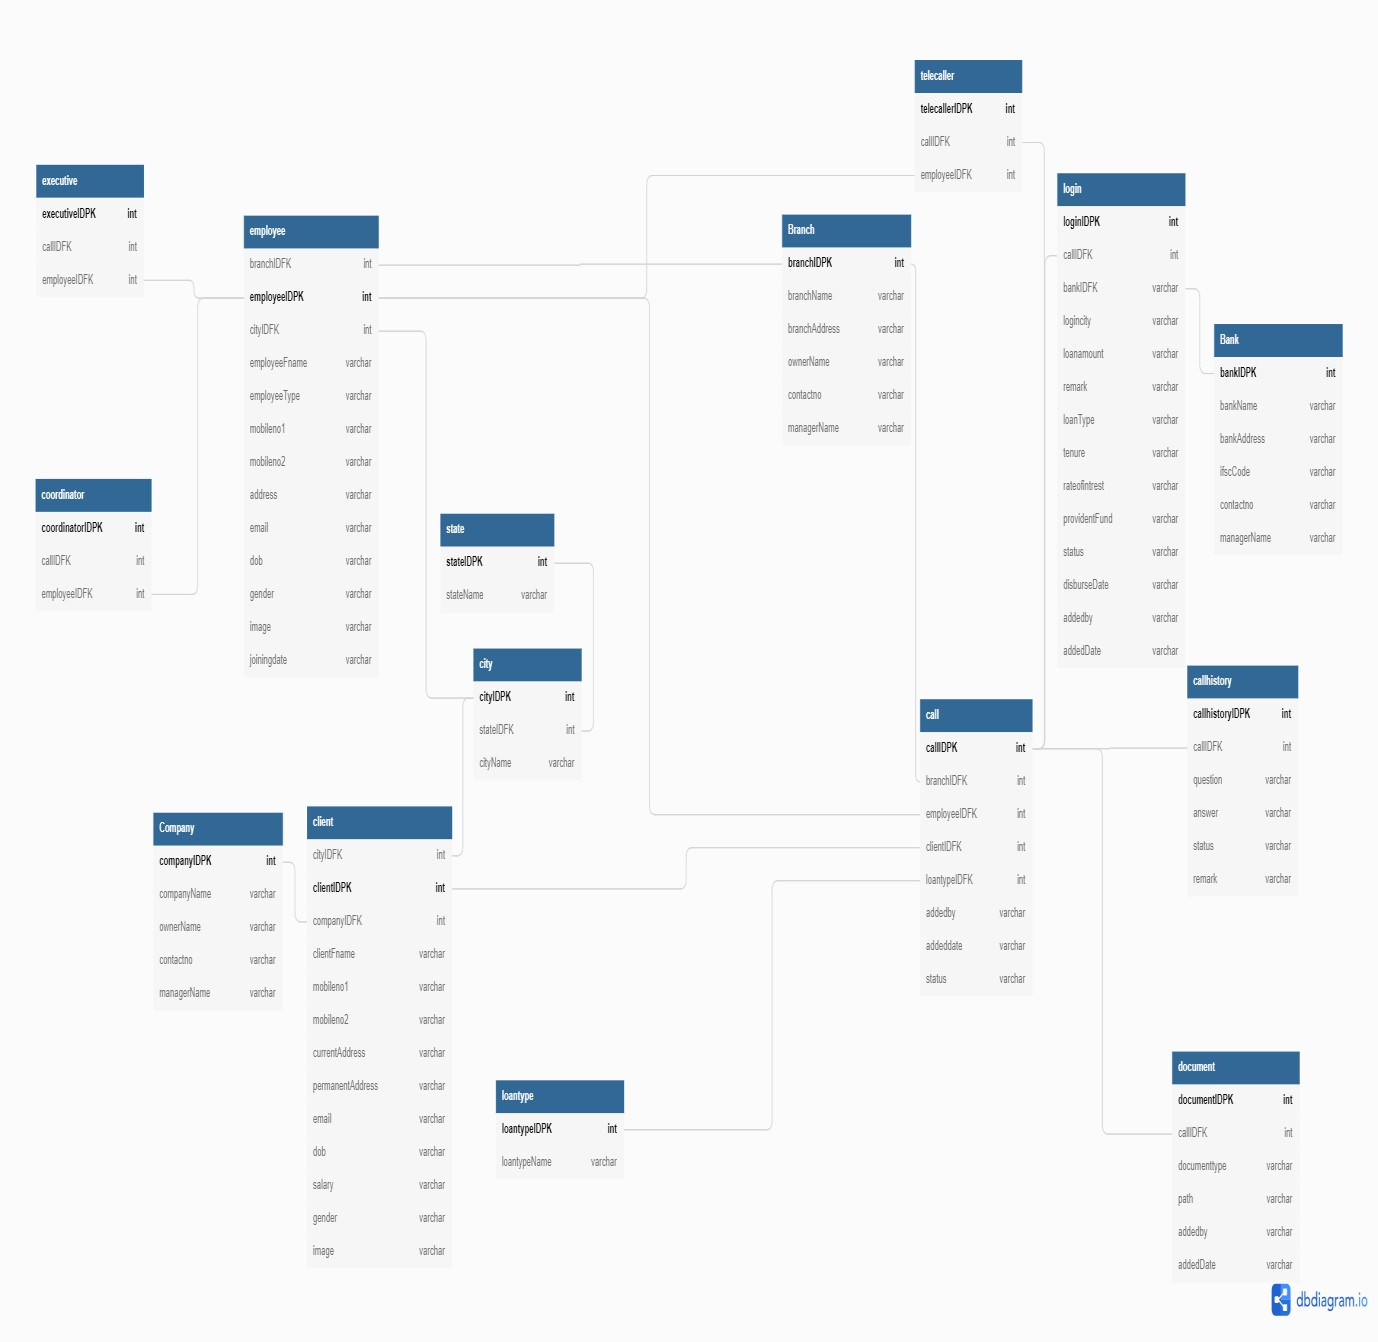 telecaller
telecallerIDPK int
callIDFK int
employeeIDFK int
executive
executiveIDPK int
callIDFK int
employeeIDFK int
login
loginIDPK int
callIDFK int
bankIDFK varchar
logincity varchar
loanamount varchar
remark varchar
loanType varchar
tenure varchar
rateofintrest varchar
providentFund varchar
status varchar
disburseDate varchar
addedby varchar
addedDate varchar
employee
branchIDFK int
employeeIDPK int
cityIDFK int
employeeFname varchar
employeeType varchar
mobileno1 varchar
mobileno2 varchar
address varchar
email varchar
dob varchar
gender varchar
image varchar
joiningdate varchar
Branch
branchIDPK int
branchName varchar
branchAddress varchar
ownerName varchar
contactno varchar
managerName varchar
Bank
bankIDPK int
bankName varchar
bankAddress varchar
ifscCode varchar
contactno varchar
managerName varchar
coordinator
coordinatorIDPK int
callIDFK int
employeeIDFK int
state
stateIDPK int
stateName varchar
city
cityIDPK int
stateIDFK int
cityName varchar
callhistory
callhistoryIDPK int
callIDFK int
question varchar
answer varchar
status varchar
remark varchar
call
callIDPK int
branchIDFK int
employeeIDFK int
clientIDFK int
loantypeIDFK int
addedby varchar
addeddate varchar
status varchar
Company
companyIDPK int
companyName varchar
ownerName varchar
contactno varchar
managerName varchar
client
cityIDFK int
clientIDPK int
companyIDFK int
clientFname varchar
mobileno1 varchar
mobileno2 varchar
currentAddress varchar
permanentAddress varchar
email varchar
dob varchar
salary varchar
gender varchar
image varchar
loantype
loantypeIDPK int
loantypeName varchar
document
documentIDPK int
callIDFK int
documenttype varchar
path varchar
addedby varchar
addedDate varchar
dbdiagram.io